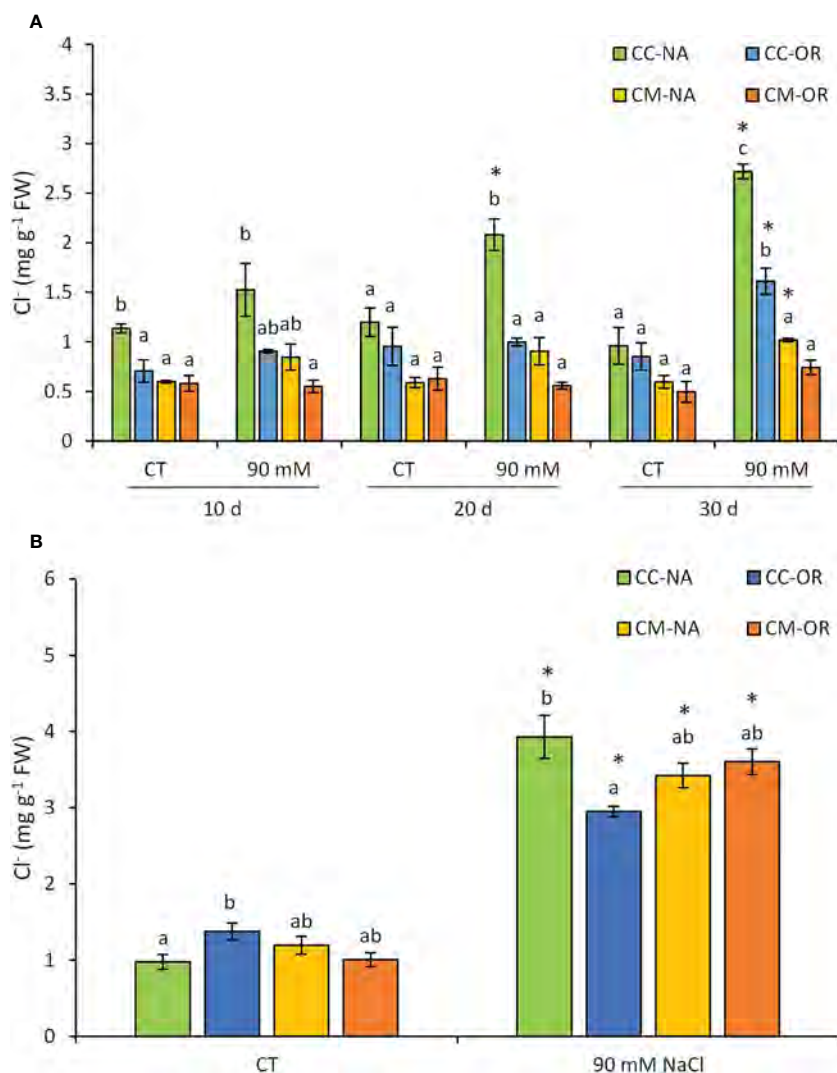 A
4
3.5
3
2.5
2
1.5
1
0.5
0
Cl- (mg g-1 FW)
CC-NA CC-OR
CM-NA CM-OR
b a a a
b ab ab a
a a a a
* b a a a
a a a a
* c * b * a a
CT 90 mM CT 90 mM CT 90 mM
10 d 20 d 30 d
B
6
5
4
3
2
1
0
Cl- (mg g-1 FW)
CC-NA CC-OR
CM-NA CM-OR
a b ab ab
* b * a * ab * ab
CT 90 mM NaCl